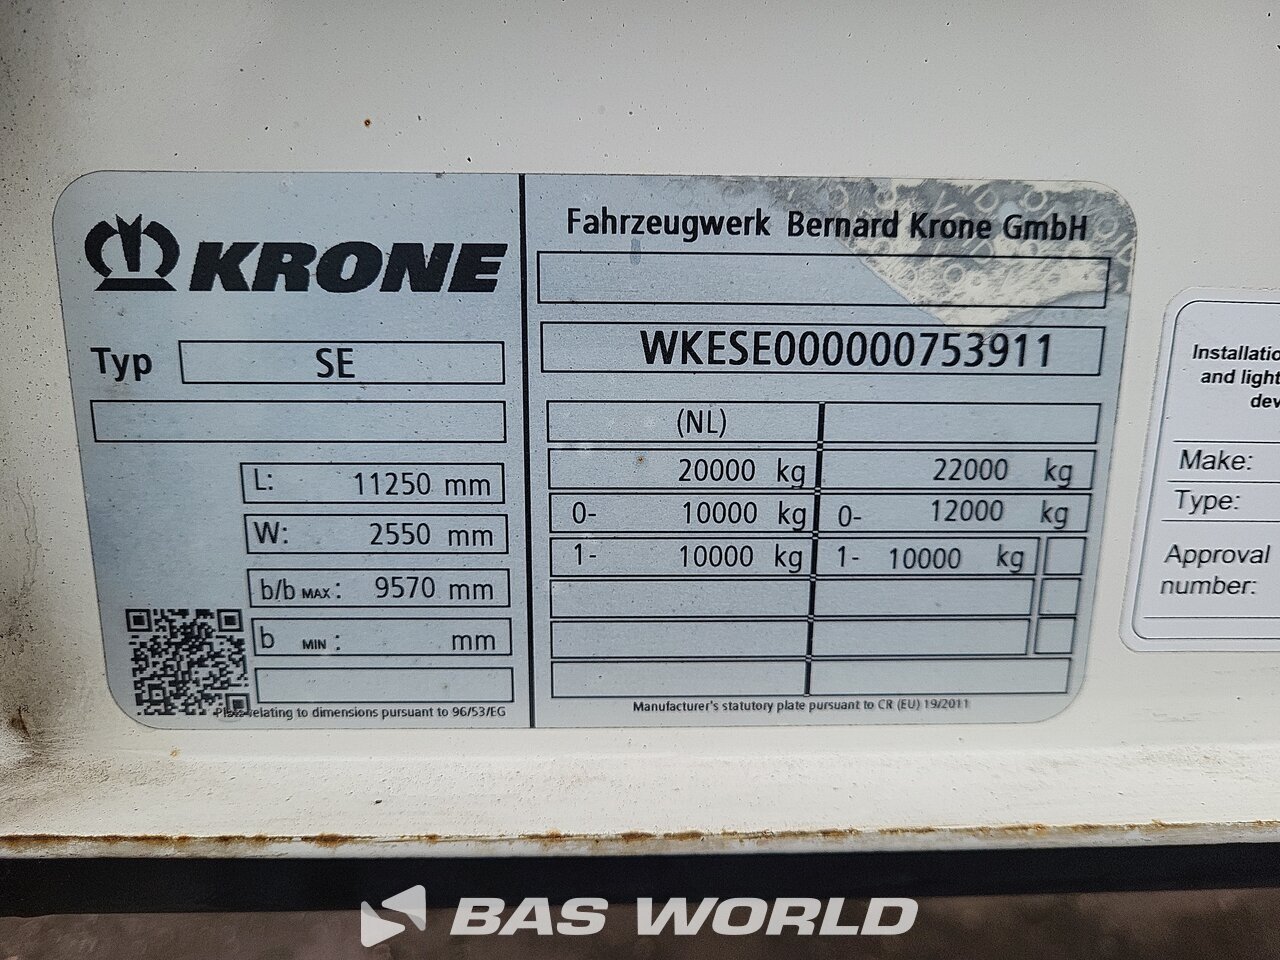 KRONE
Typ SE
L: 11250 mm
W: 2550 mm
b/b MAX: 9570 mm
b MIN: mm
Plate relating to dimensions pursuant to 96/53/EG
Fahrzeugwerk Bernard Krone GmbH
WKESE000000753911
(NL)
20000 kg 22000 kg
0- 10000 kg 0- 12000 kg
1- 10000 kg 1- 10000 kg
Manufacturer's statutory plate pursuant to CR (EU) 19/2011
and light
Make:
Type:
Approval
number:
BAS WORLD